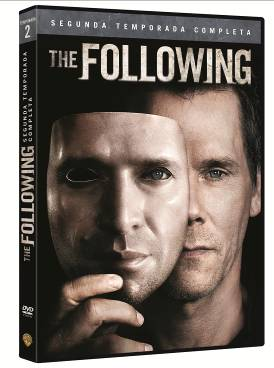 SEGUNDA TEMPORADA COMPLETA
THE FOLLOWING
2
SEGUNDA TEMPORADA
COMPLETA
THE FOLLOWING
DVD